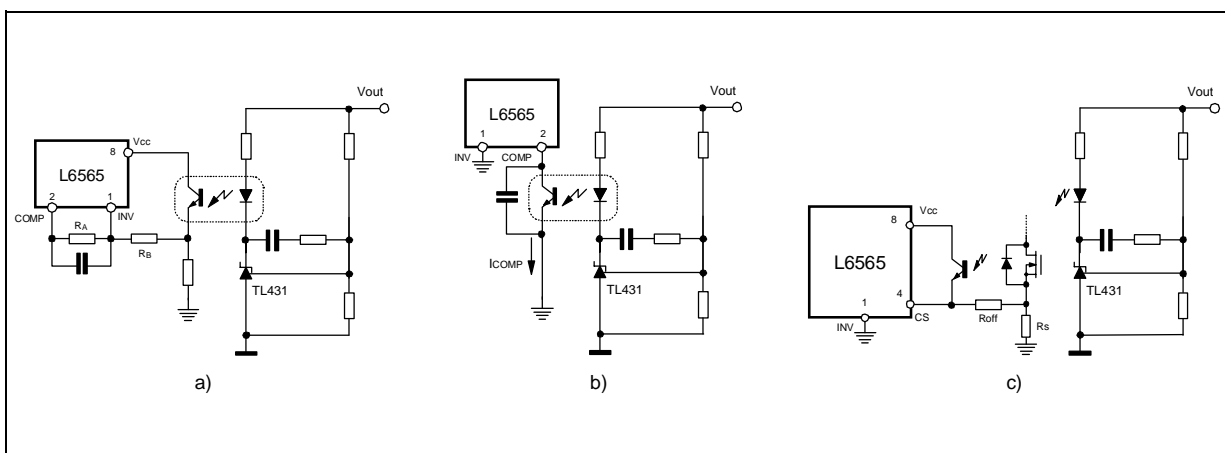 Vout
Vcc
8
L6565
2
1
COMP
INV
RA
RB
TL431
a)
L6565
1
2
INV
COMP
ICOMP
Vout
TL431
b)
Vout
Vcc
8
L6565
4
1
CS
INV
Roff
Rs
TL431
c)